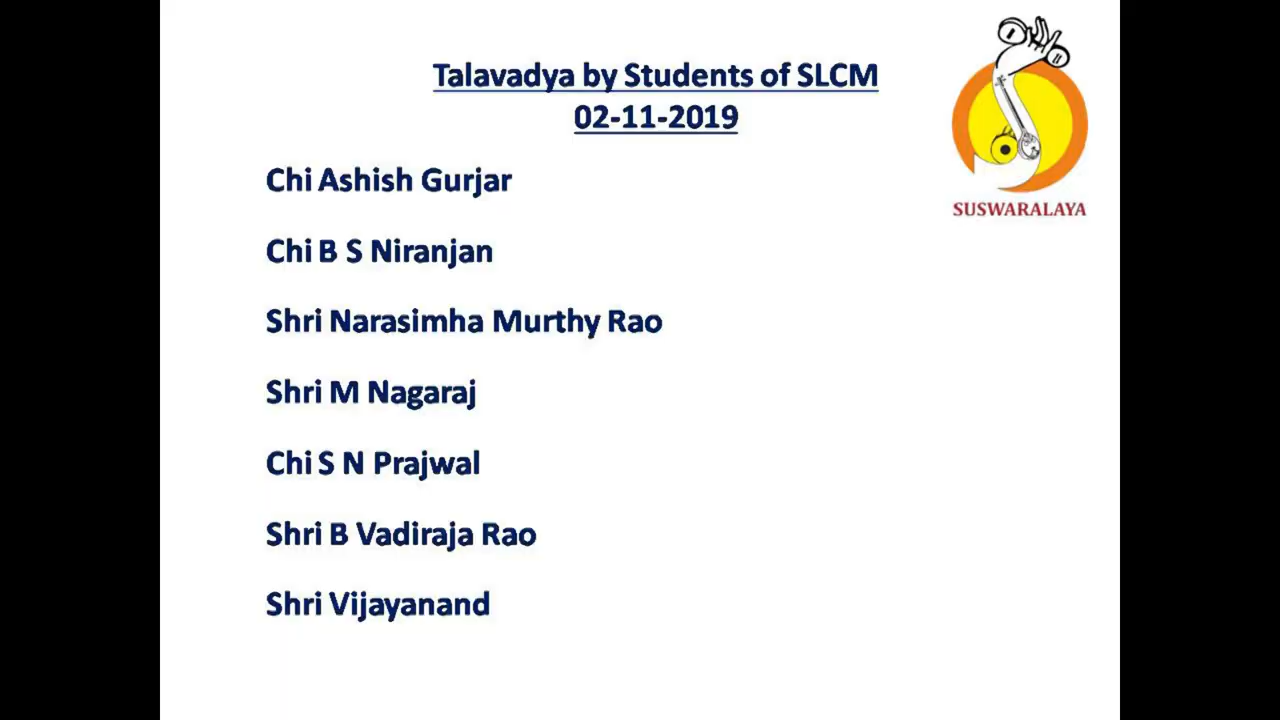 Talavadya by Students of SLCM
02-11-2019
SUSWARALAYA
Chi Ashish Gurjar
Chi B S Niranjan
Shri Narasimha Murthy Rao
Shri M Nagaraj
Chi S N Prajwal
Shri B Vadiraja Rao
Shri Vijayanand